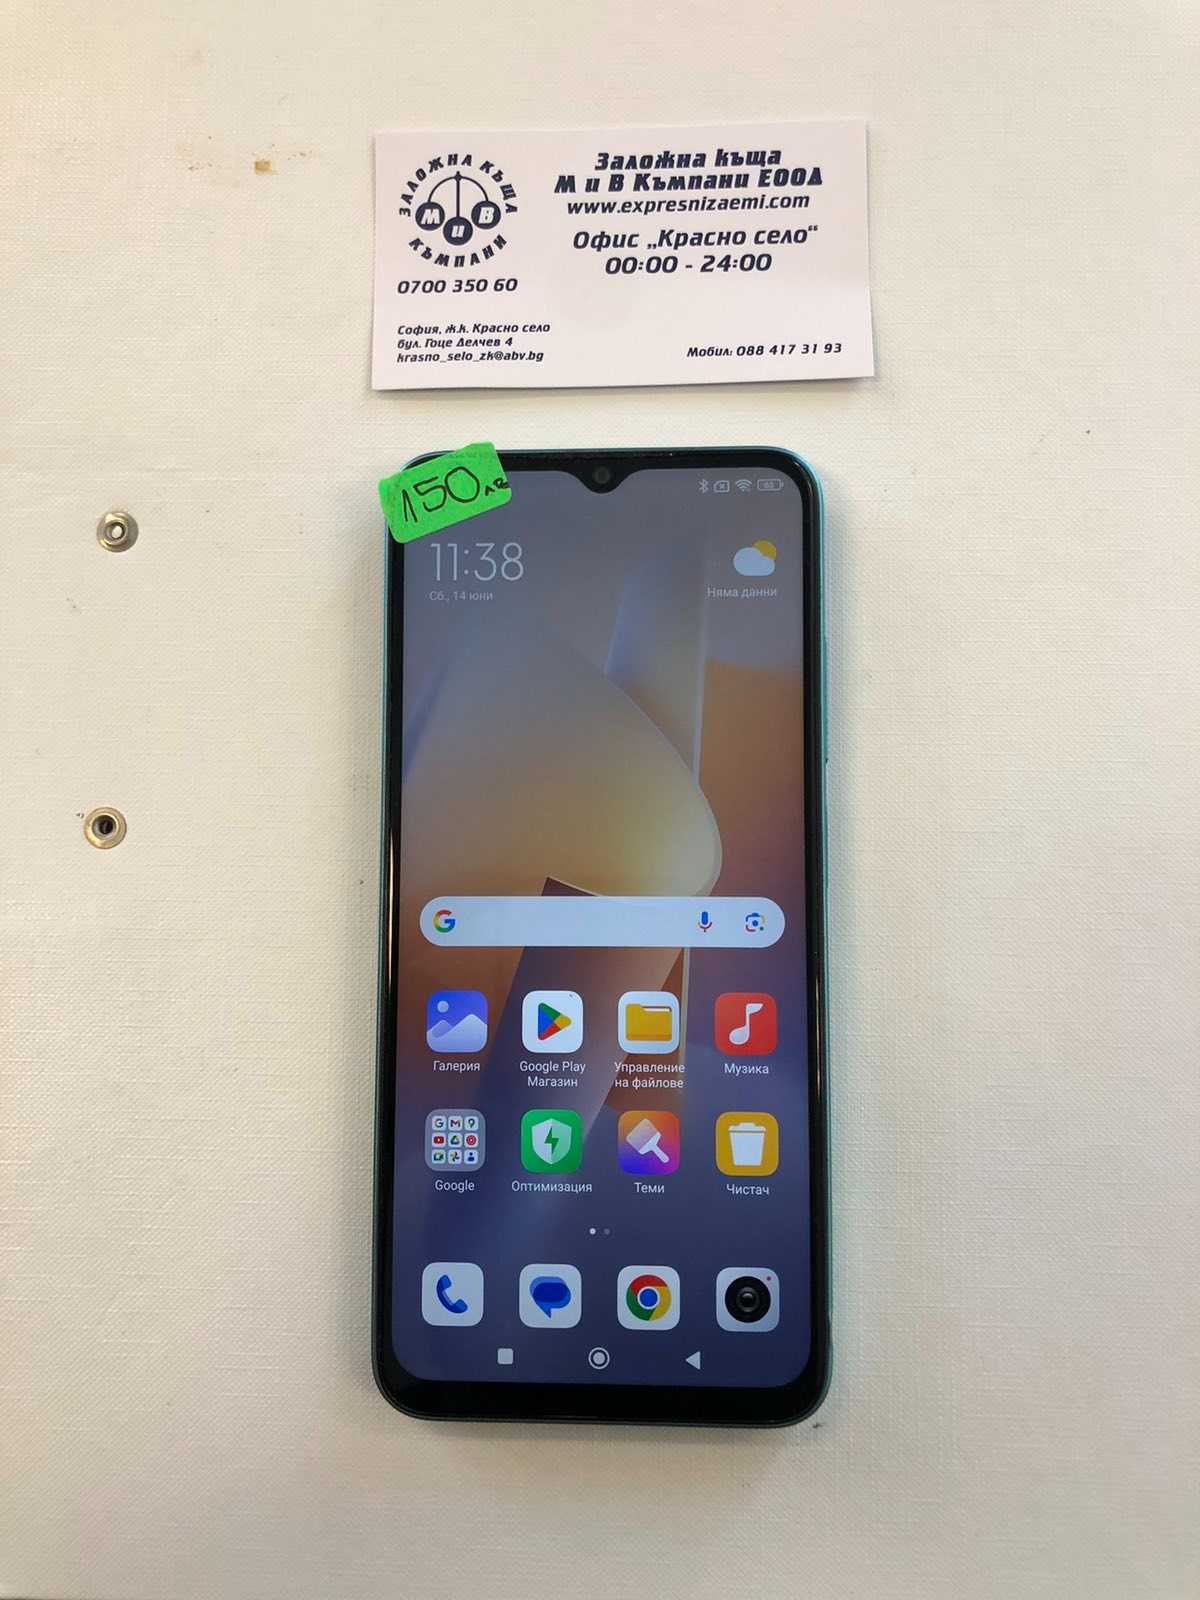 ЗАЛОЖНА КЪЩА
М и В
КЪМПАНИ
0700 350 60
Заложна къща
М и В Къмпани ЕООД
www.expresnizaemi.com
Офис „Красно село“
00:00 - 24:00
София, ж.к. Красно село
бул. Гоце Делчев 4
krasno_selo_zk@abv.bg
Мобил: 088 417 31 93
150 лв
11:38
Сб., 14 юни
Няма данни
Галерия
Google Play Магазин
Управление на файлове
Музика
Google
Оптимизация
Теми
Чистач